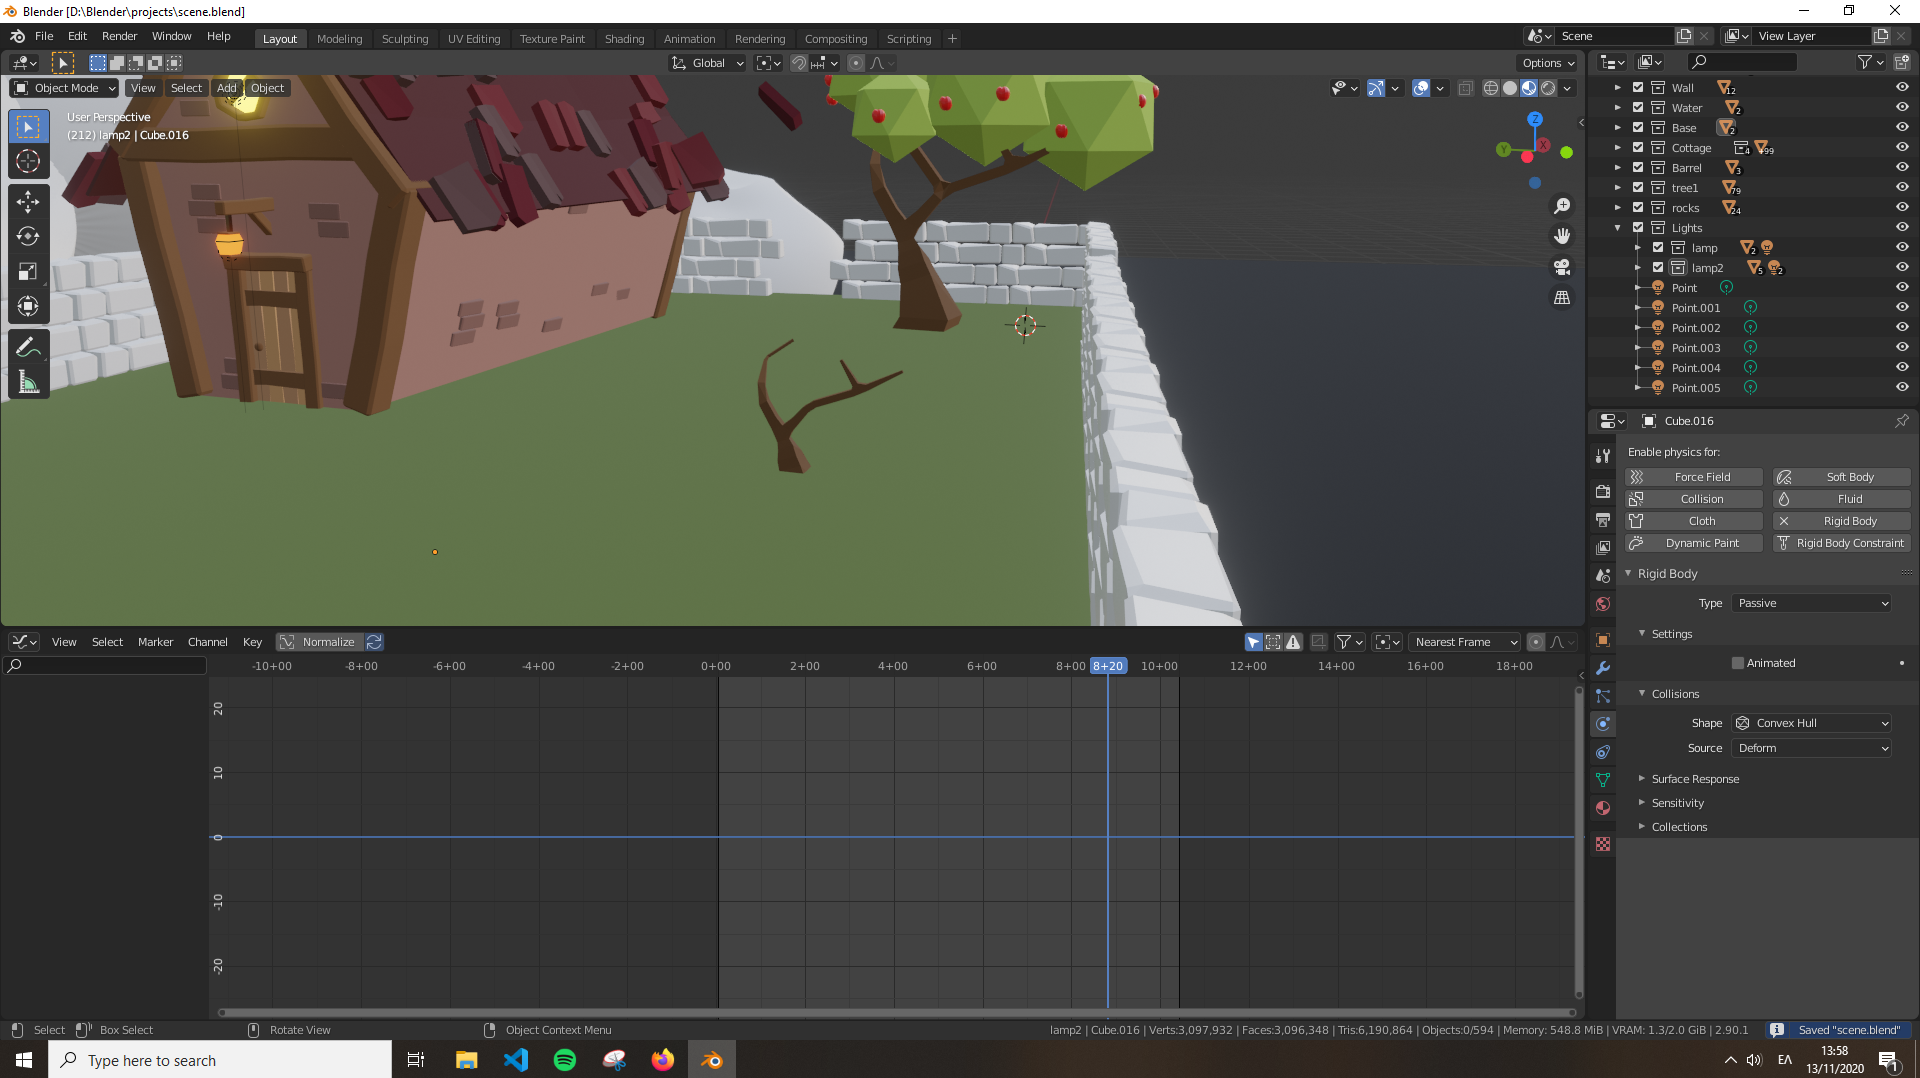 Blender [D:\Blender\projects\scene.blend]
File Edit Render Window Help Layout Modeling Sculpting UV Editing Texture Paint Shading Animation Rendering Compositing Scripting + Scene View Layer
Global Options
Object Mode View Select Add Object
User Perspective
(212) lamp2 | Cube.016
Z
Y X
Wall 12
Water 2
Base 2
Cottage 4 +99
Barrel 3
tree1 79
rocks 24
Lights
lamp 2
lamp2 5 2
Point
Point.001
Point.002
Point.003
Point.004
Point.005
Cube.016
Enable physics for:
Force Field Soft Body
Collision Fluid
Cloth Rigid Body
Dynamic Paint Rigid Body Constraint
Rigid Body
Type Passive
Settings
Animated
Collisions
Shape Convex Hull
Source Deform
Surface Response
Sensitivity
Collections
View Select Marker Channel Key Normalize Nearest Frame
-10+00 -8+00 -6+00 -4+00 -2+00 0+00 2+00 4+00 6+00 8+00 8+20 10+00 12+00 14+00 16+00 18+00
20
10
0
-10
-20
Select Box Select Rotate View Object Context Menu lamp2 | Cube.016 | Verts:3,097,932 | Faces:3,096,348 | Tris:6,190,864 | Objects:0/594 | Memory: 548.8 MiB | VRAM: 1.3/2.0 GiB | 2.90.1 Saved "scene.blend"
Type here to search
ΕΛ
13:58
13/11/2020
1